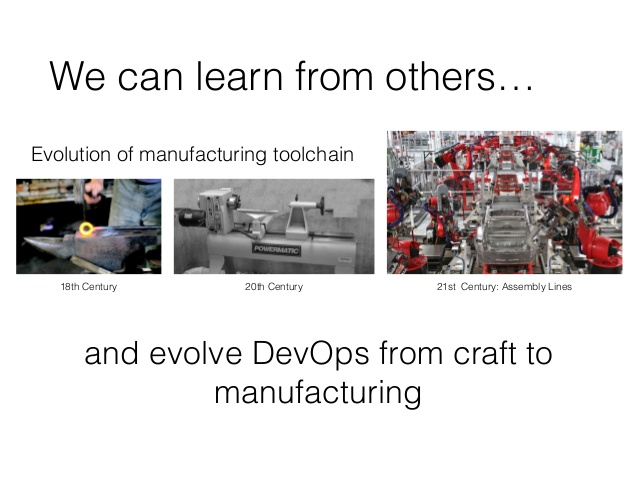 We can learn from others…
Evolution of manufacturing toolchain
POWERMATIC
18th Century
20th Century
21st Century: Assembly Lines
and evolve DevOps from craft to
manufacturing